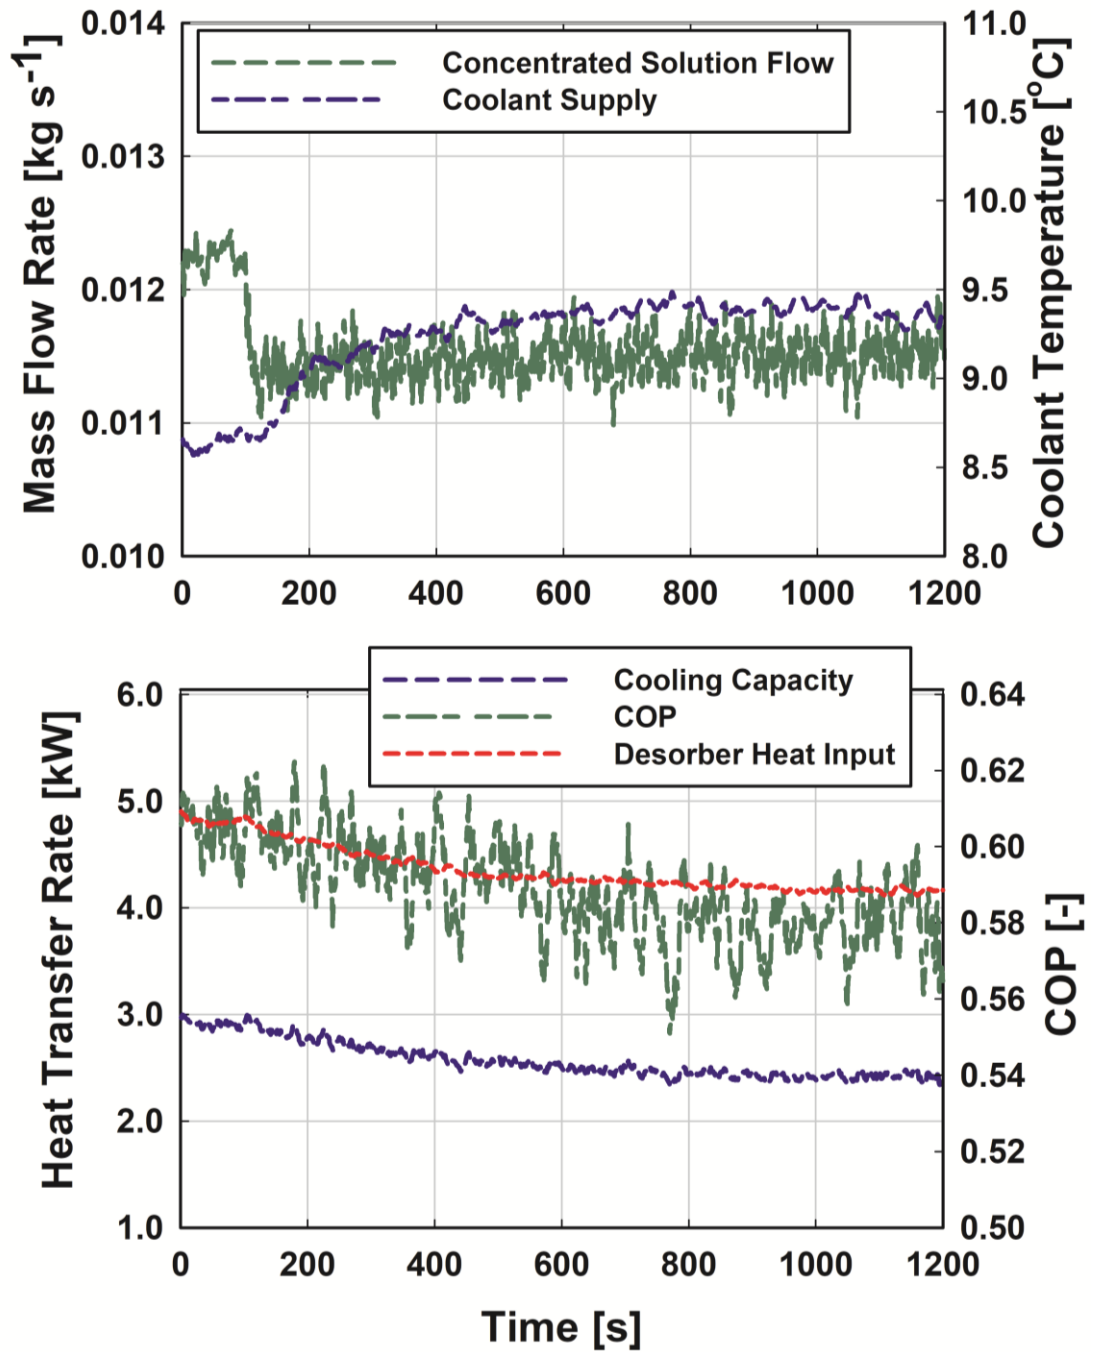 Mass Flow Rate [kg s-1]
0.014
0.013
0.012
0.011
0.010
Concentrated Solution Flow
Coolant Supply
11.0
10.5
10.0
9.5
9.0
8.5
8.0
Coolant Temperature [oC]
0 200 400 600 800 1000 1200
Heat Transfer Rate [kW]
6.0
5.0
4.0
3.0
2.0
1.0
Cooling Capacity
COP
Desorber Heat Input
0.64
0.62
0.60
0.58
0.56
0.54
0.52
0.50
COP [-]
0 200 400 600 800 1000 1200
Time [s]